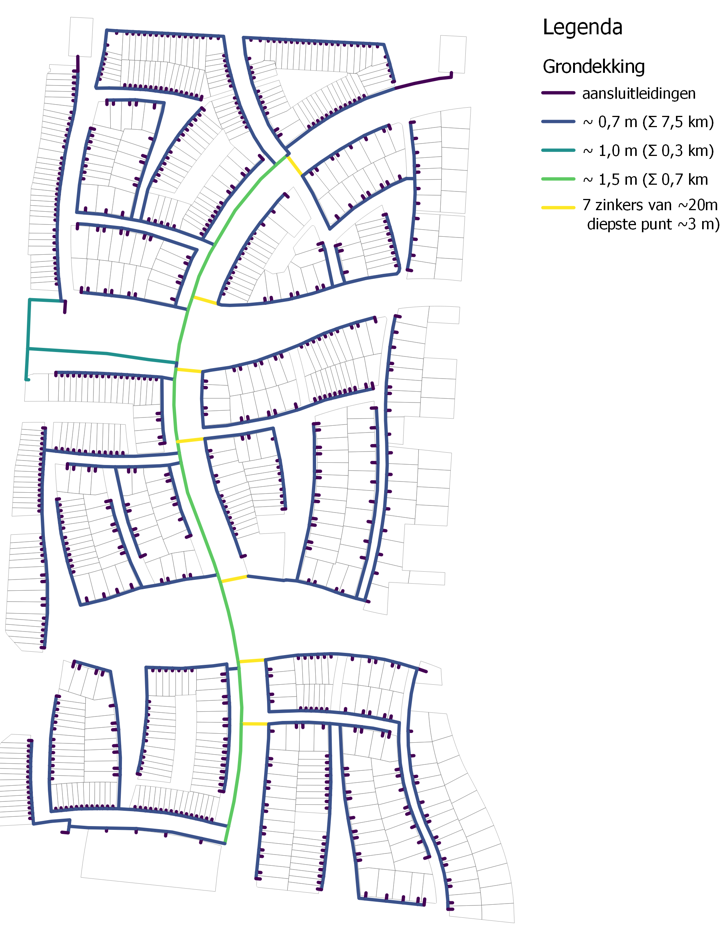 Legenda
Grondekking
aansluitleidingen
~ 0,7 m (Σ 7,5 km)
~ 1,0 m (Σ 0,3 km)
~ 1,5 m (Σ 0,7 km
7 zinkers van ~20m
diepste punt ~3 m)